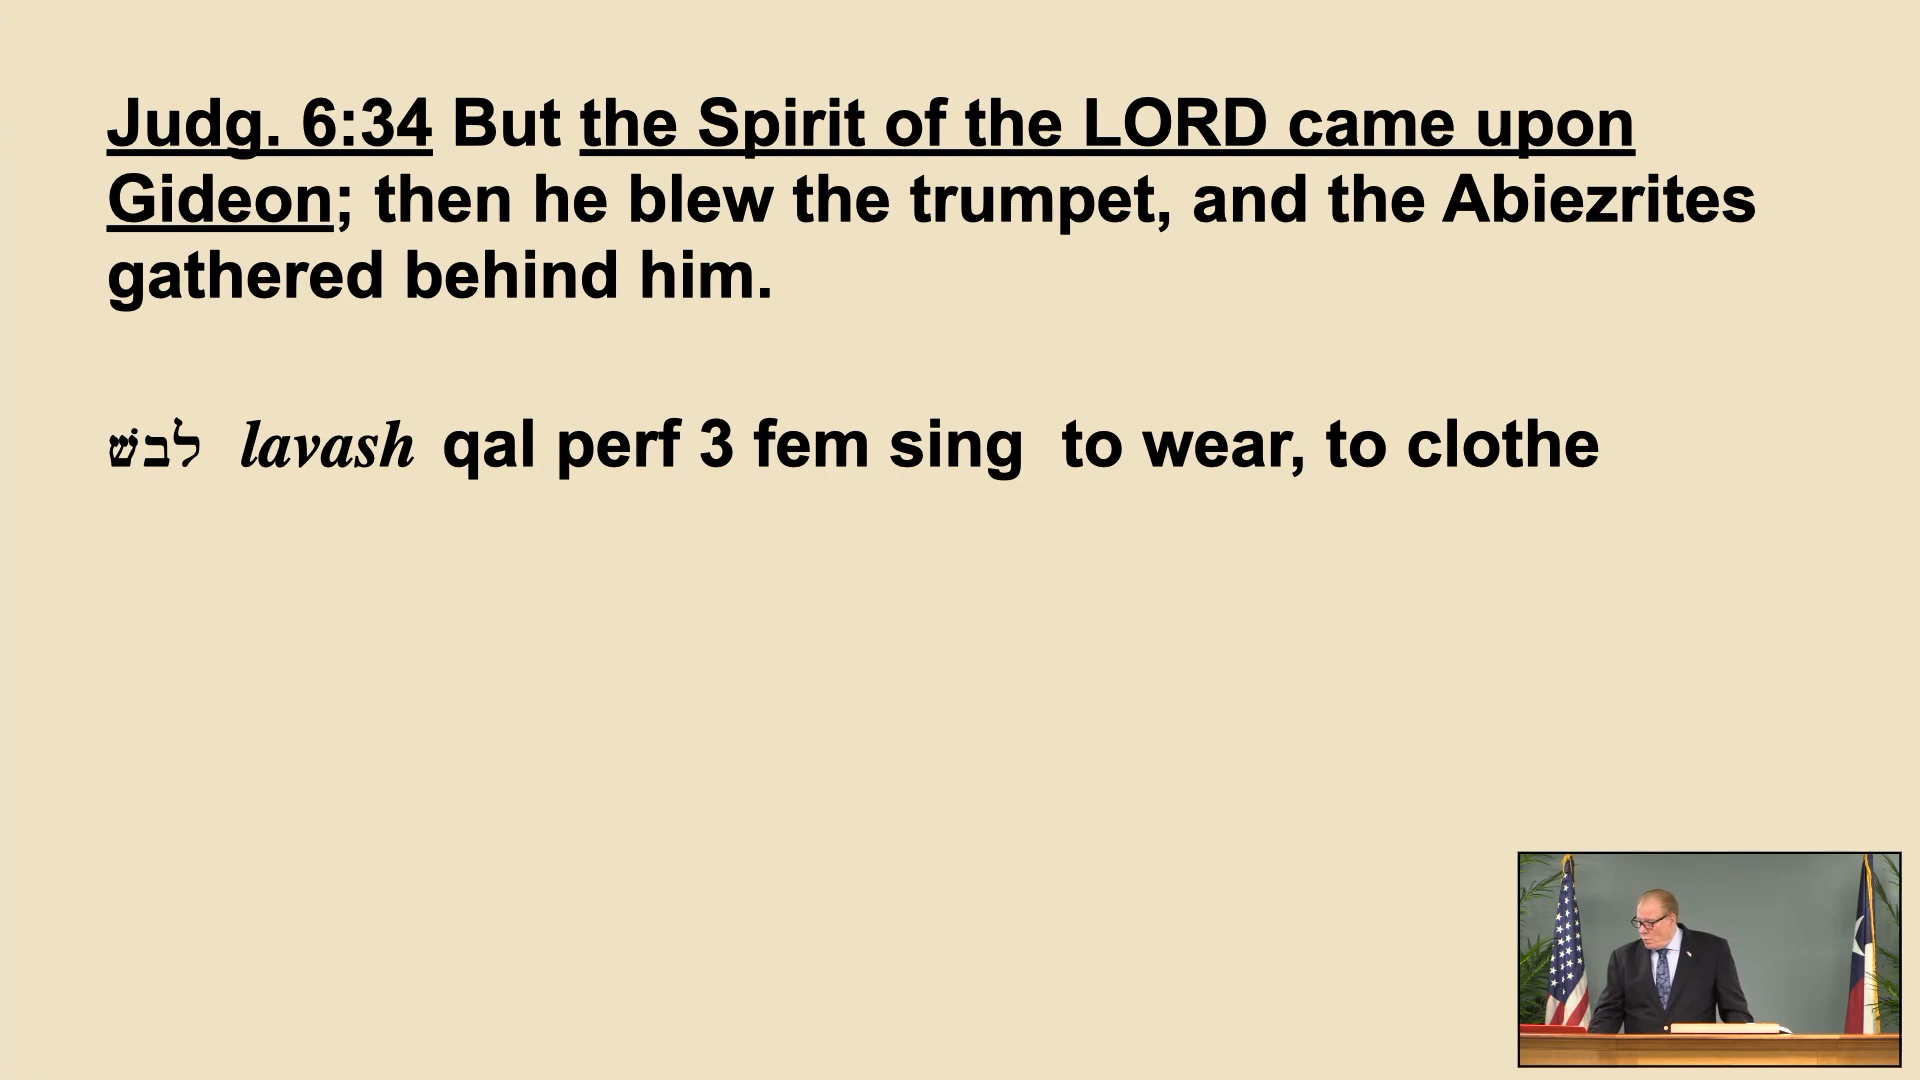 Judg. 6:34 But the Spirit of the LORD came upon
Gideon; then he blew the trumpet, and the Abiezrites
gathered behind him.
לבשׁ lavash qal perf 3 fem sing to wear, to clothe